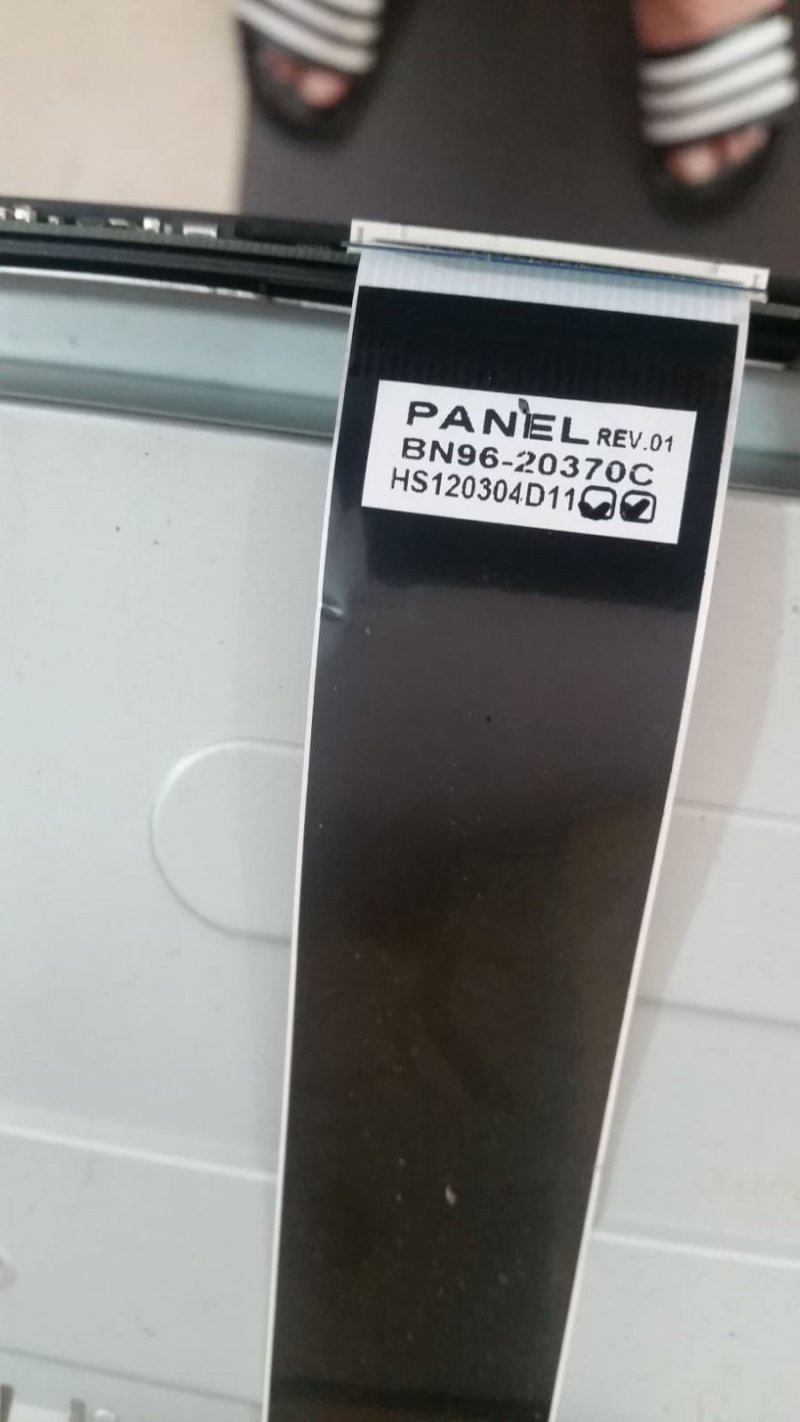 PANEL REV.01
BN96-20370C
HS120304D11